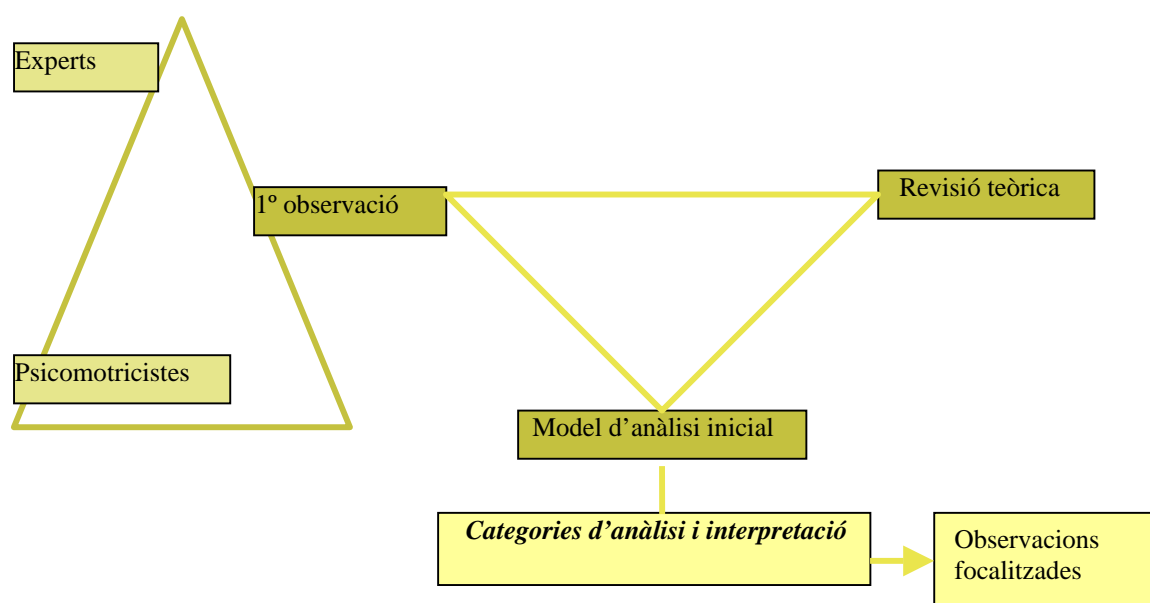 Experts
1º observació
Revisió teòrica
Psicomotricistes
Model d’anàlisi inicial
Categories d’anàlisi i interpretació
Observacions
focalitzades